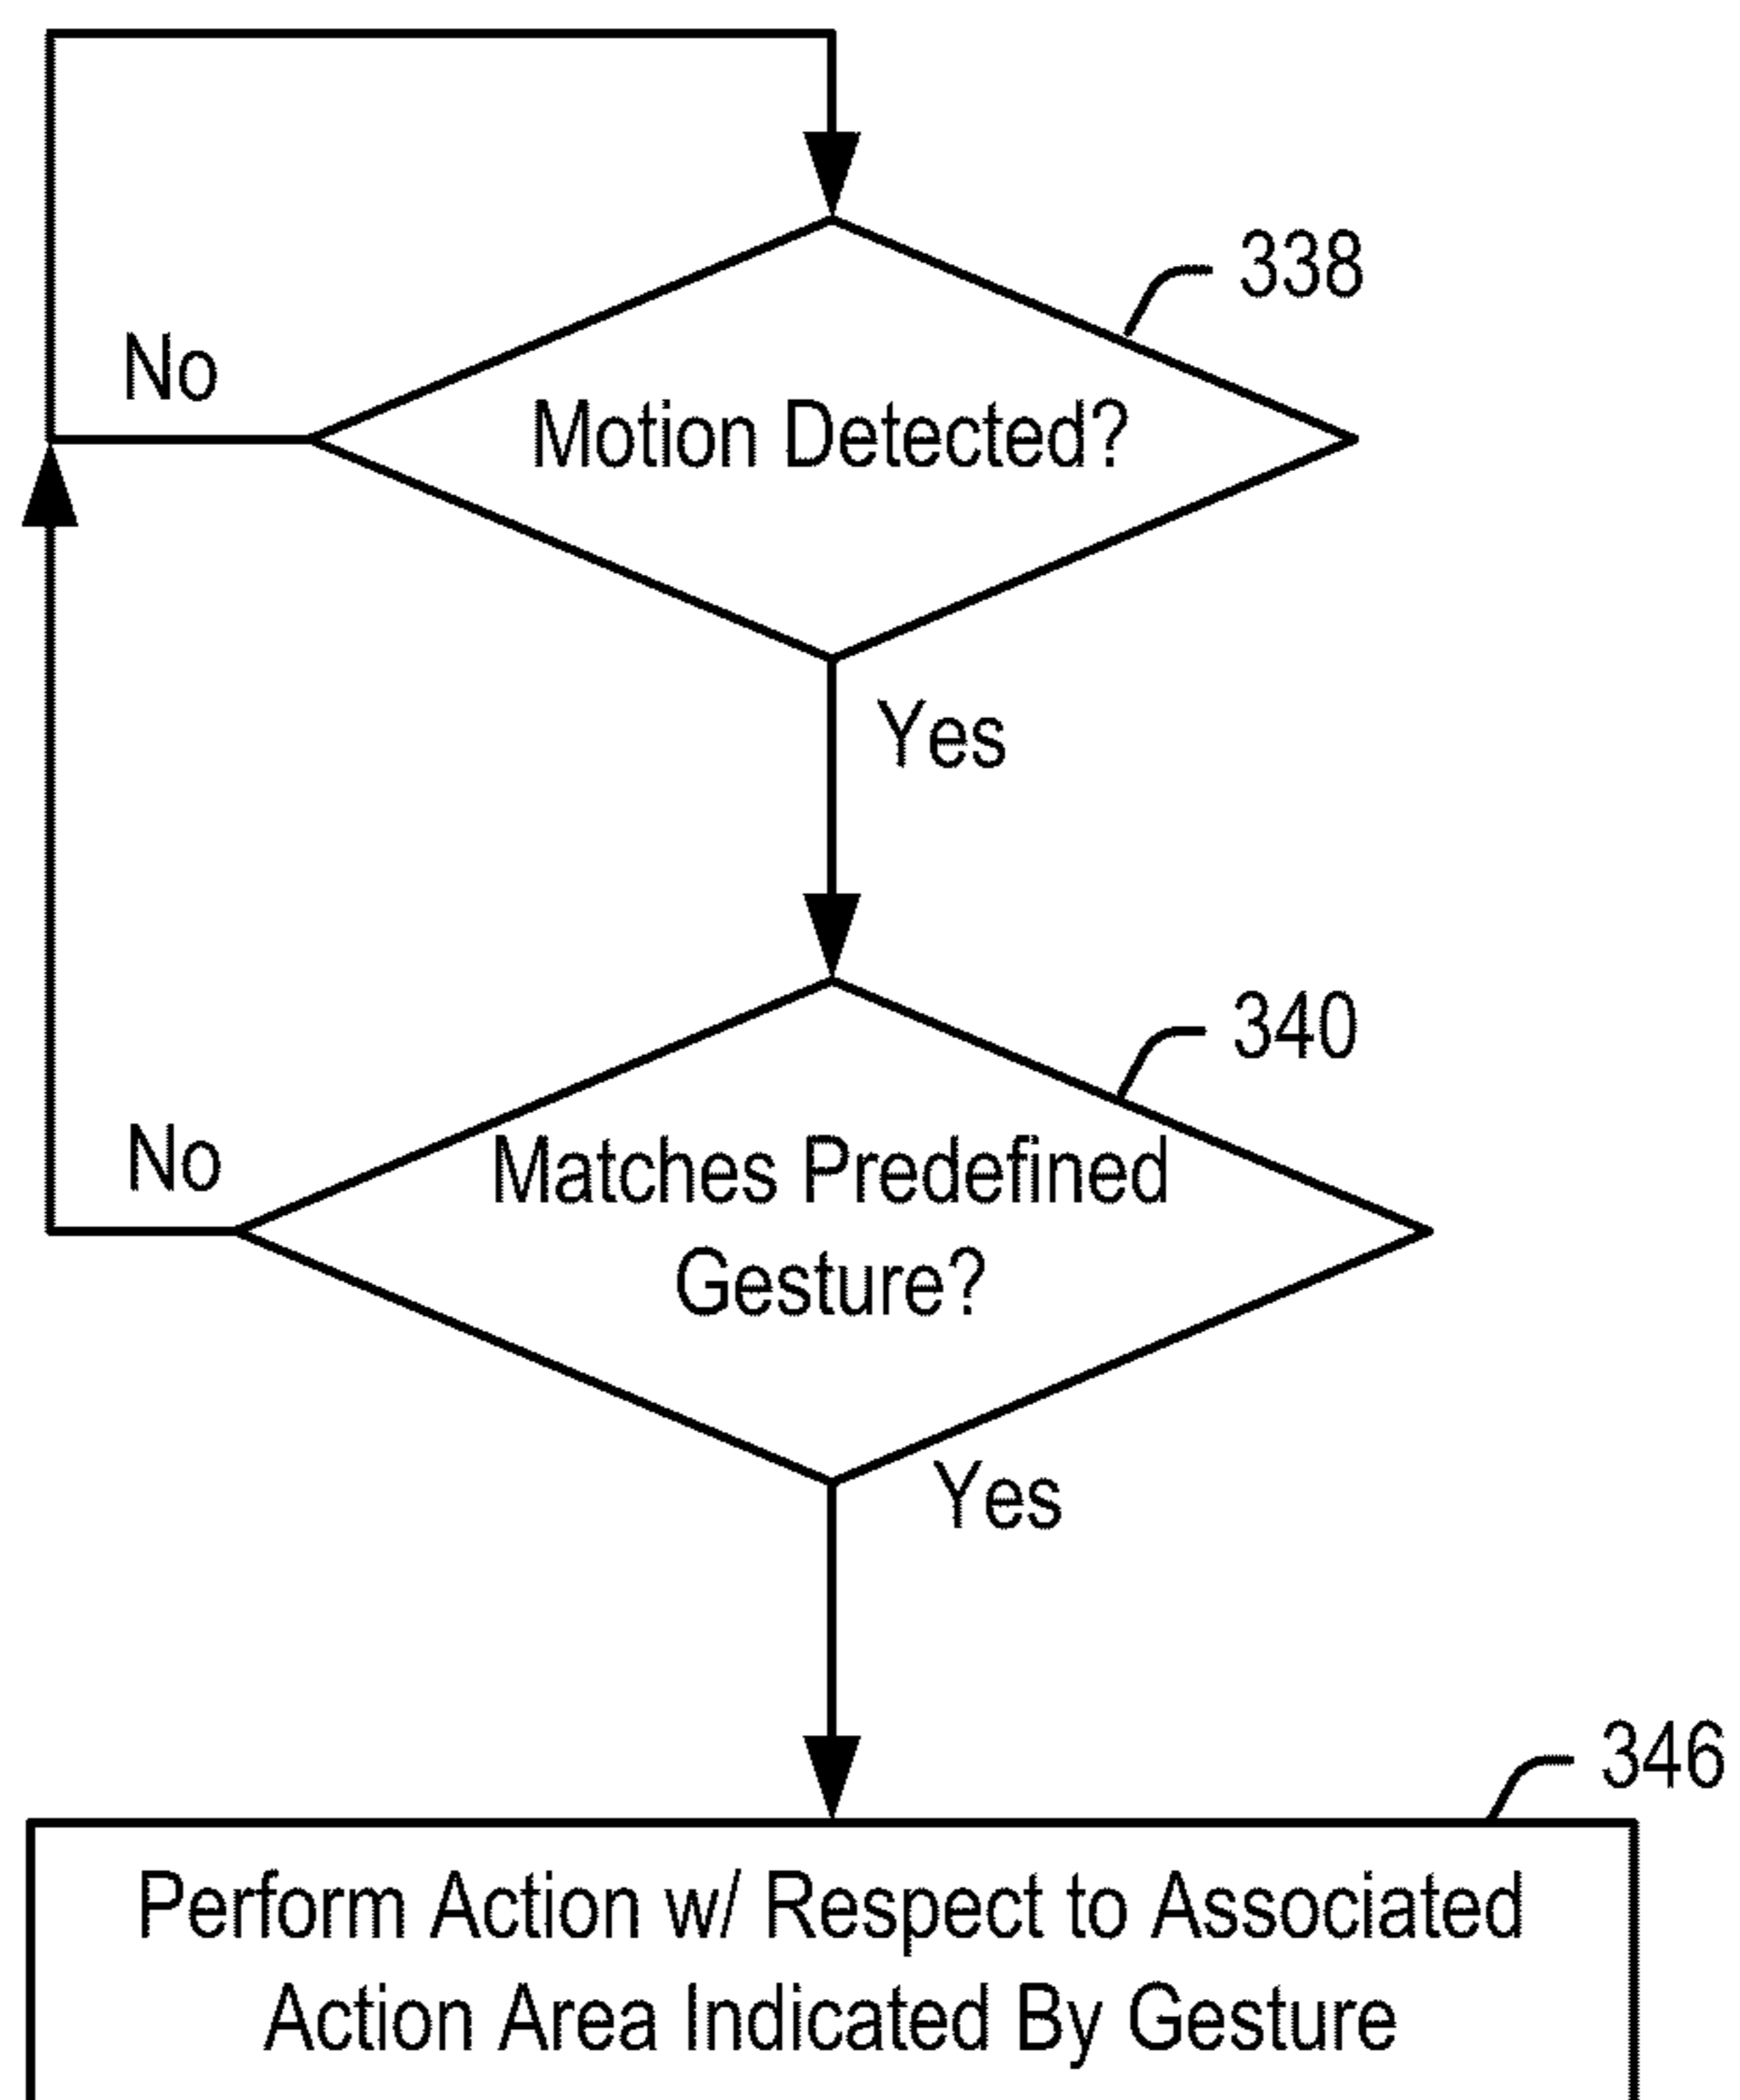 338
No
Motion Detected?
Yes
340
No
Matches Predefined
Gesture?
Yes
346
Perform Action w/ Respect to Associated
Action Area Indicated By Gesture